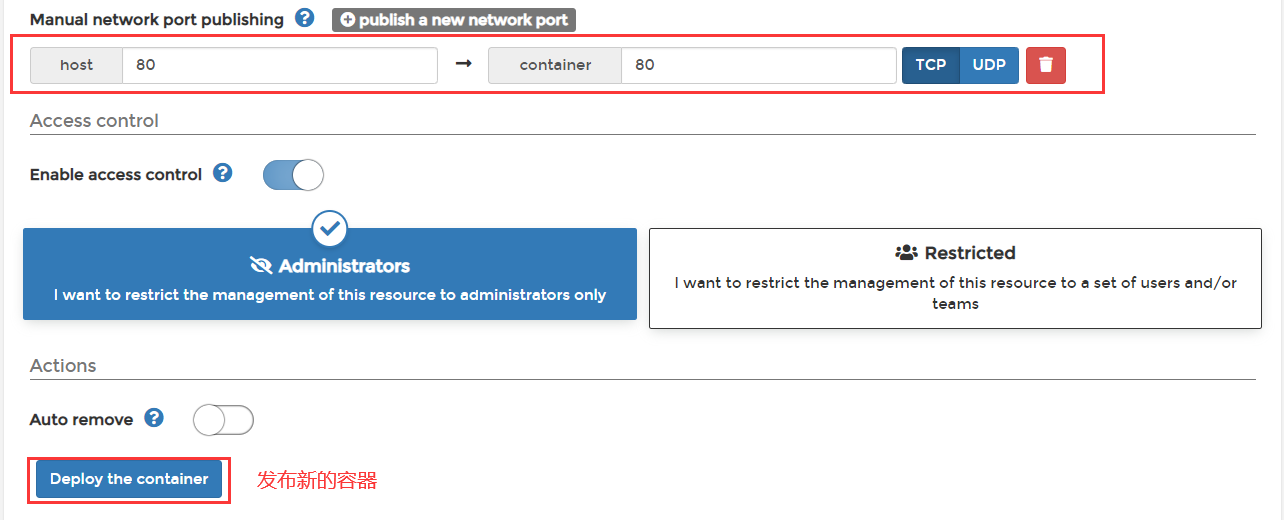 Manual network port publishing ? publish a new network port
host 80 → container 80 TCP UDP
Access control
Enable access control ?
Administrators
I want to restrict the management of this resource to administrators only
Restricted
I want to restrict the management of this resource to a set of users and/or
teams
Actions
Auto remove ?
Deploy the container 发布新的容器